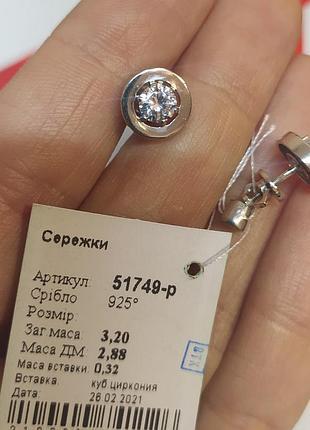 Сережки
Артикул: 51749-р
Срібло 925°
Розмір:
Заг маса: 3,20
Маса ДМ: 2,88
Маса вставки: 0,32
Вставка. куб.циркония
Дата: 26.02.2021